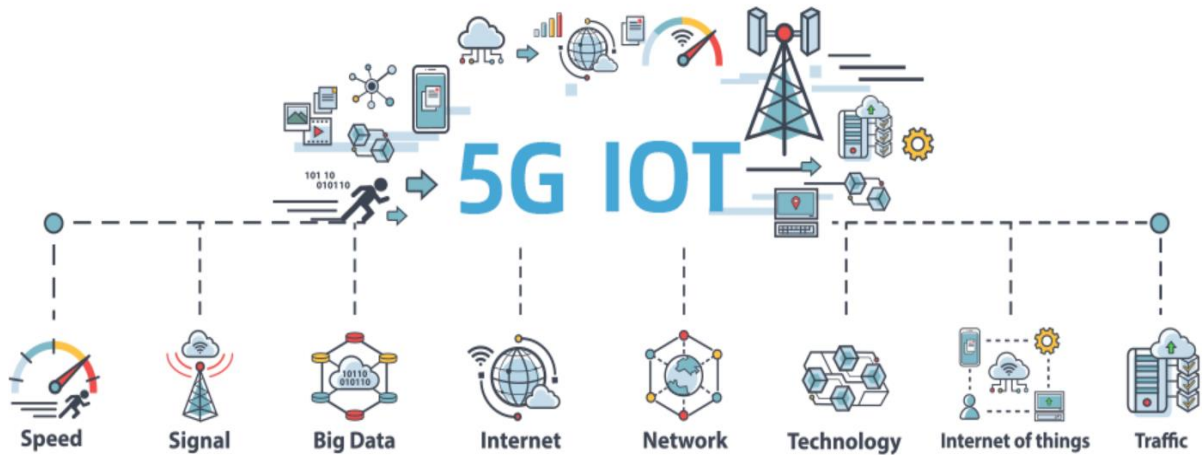 101 10
010110
5G IOT
10110
010110
Speed
Signal
Big Data
Internet
Network
Technology
Internet of things
Traffic